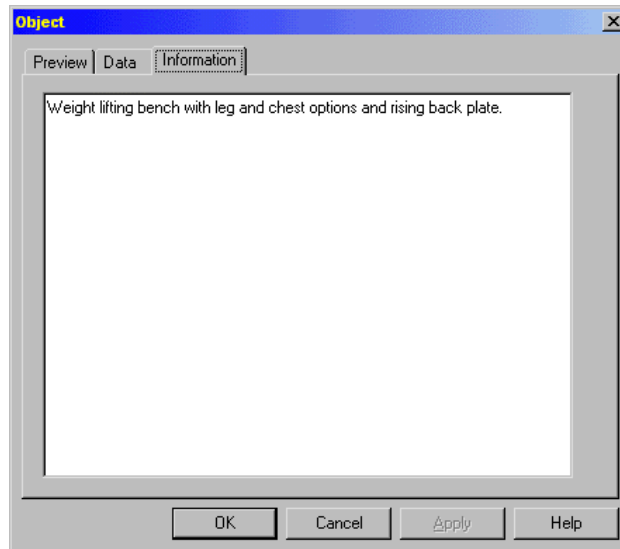 Object
Preview Data Information
Weight lifting bench with leg and chest options and rising back plate.
OK Cancel Apply Help